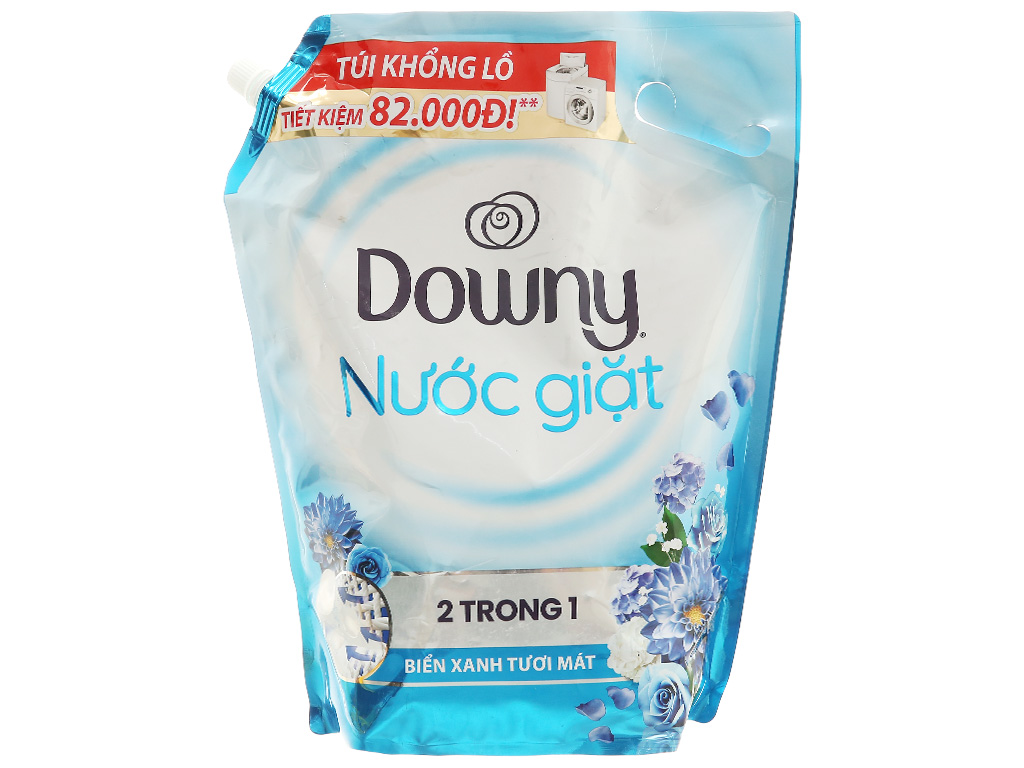 TÚI KHỔNG LỒ
TIẾT KIỆM 82.000Đ!**
Downy®
Nước giặt
2 TRONG 1
BIỂN XANH TƯƠI MÁT